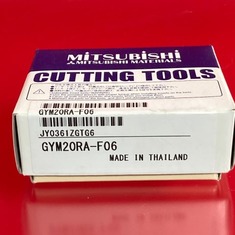 MITSUBISHI
MITSUBISHI MATERIALS
CUTTING TOOLS
GYM20RA-F06
JY0361ZGTG6
GYM20RA-F06
MADE IN THAILAND